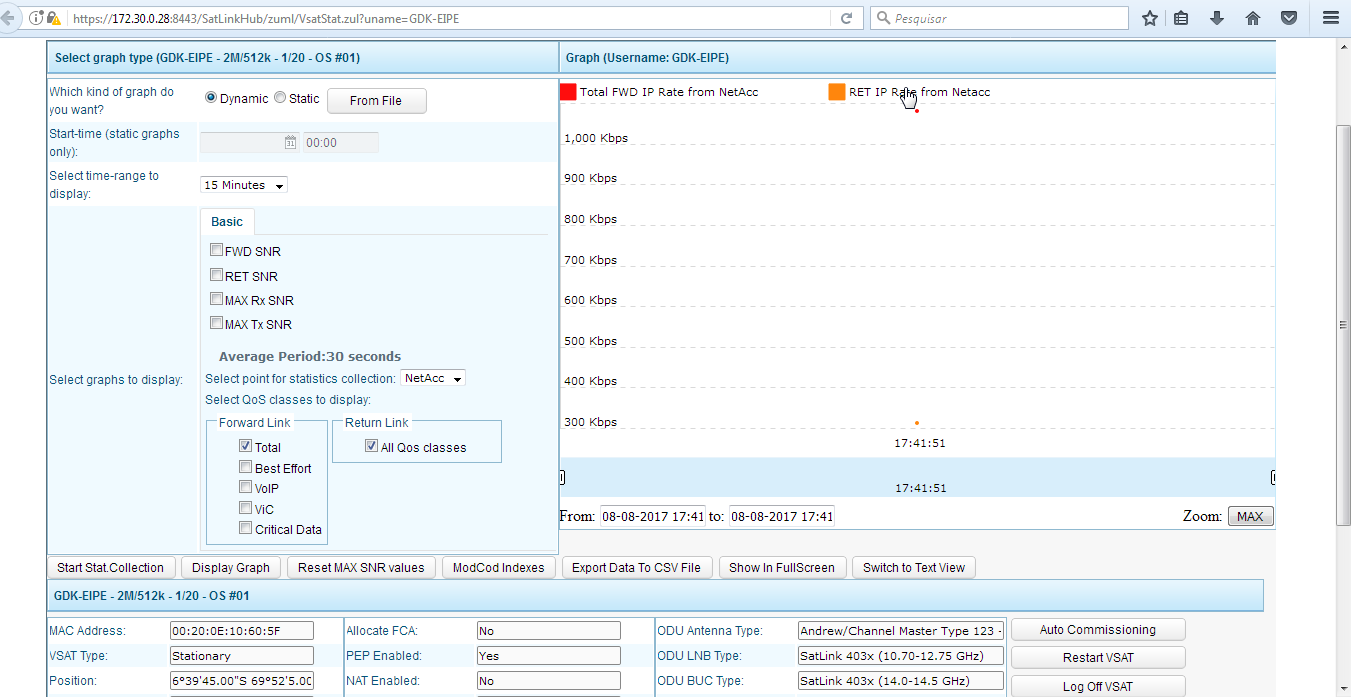 https://172.30.0.28:8443/SatLinkHub/zuml/VsatStat.zul?uname=GDK-EIPE
Pesquisar
Select graph type (GDK-EIPE - 2M/512k - 1/20 - OS #01)
Graph (Username: GDK-EIPE)
Which kind of graph do
you want?
Dynamic
Static
From File
Start-time (static graphs
only):
31
00:00
Select time-range to
display:
15 Minutes
Select graphs to display:
Basic
FWD SNR
RET SNR
MAX Rx SNR
MAX Tx SNR
Average Period:30 seconds
Select point for statistics collection:
NetAcc
Select QoS classes to display:
Forward Link
Total
Best Effort
VoIP
ViC
Critical Data
Return Link
All Qos classes
Total FWD IP Rate from NetAcc
RET IP Rate from Netacc
1,000 Kbps
900 Kbps
800 Kbps
700 Kbps
600 Kbps
500 Kbps
400 Kbps
300 Kbps
17:41:51
17:41:51
From: 08-08-2017 17:41 to: 08-08-2017 17:41
Zoom: MAX
Start Stat.Collection
Display Graph
Reset MAX SNR values
ModCod Indexes
Export Data To CSV File
Show In FullScreen
Switch to Text View
GDK-EIPE - 2M/512k - 1/20 - OS #01
MAC Address: 00:20:0E:10:60:5F
Allocate FCA: No
ODU Antenna Type: Andrew/Channel Master Type 123 -
Auto Commissioning
VSAT Type: Stationary
PEP Enabled: Yes
ODU LNB Type: SatLink 403x (10.70-12.75 GHz)
Restart VSAT
Position: 6°39'45.00"S 69°52'5.00
NAT Enabled: No
ODU BUC Type: SatLink 403x (14.0-14.5 GHz)
Log Off VSAT